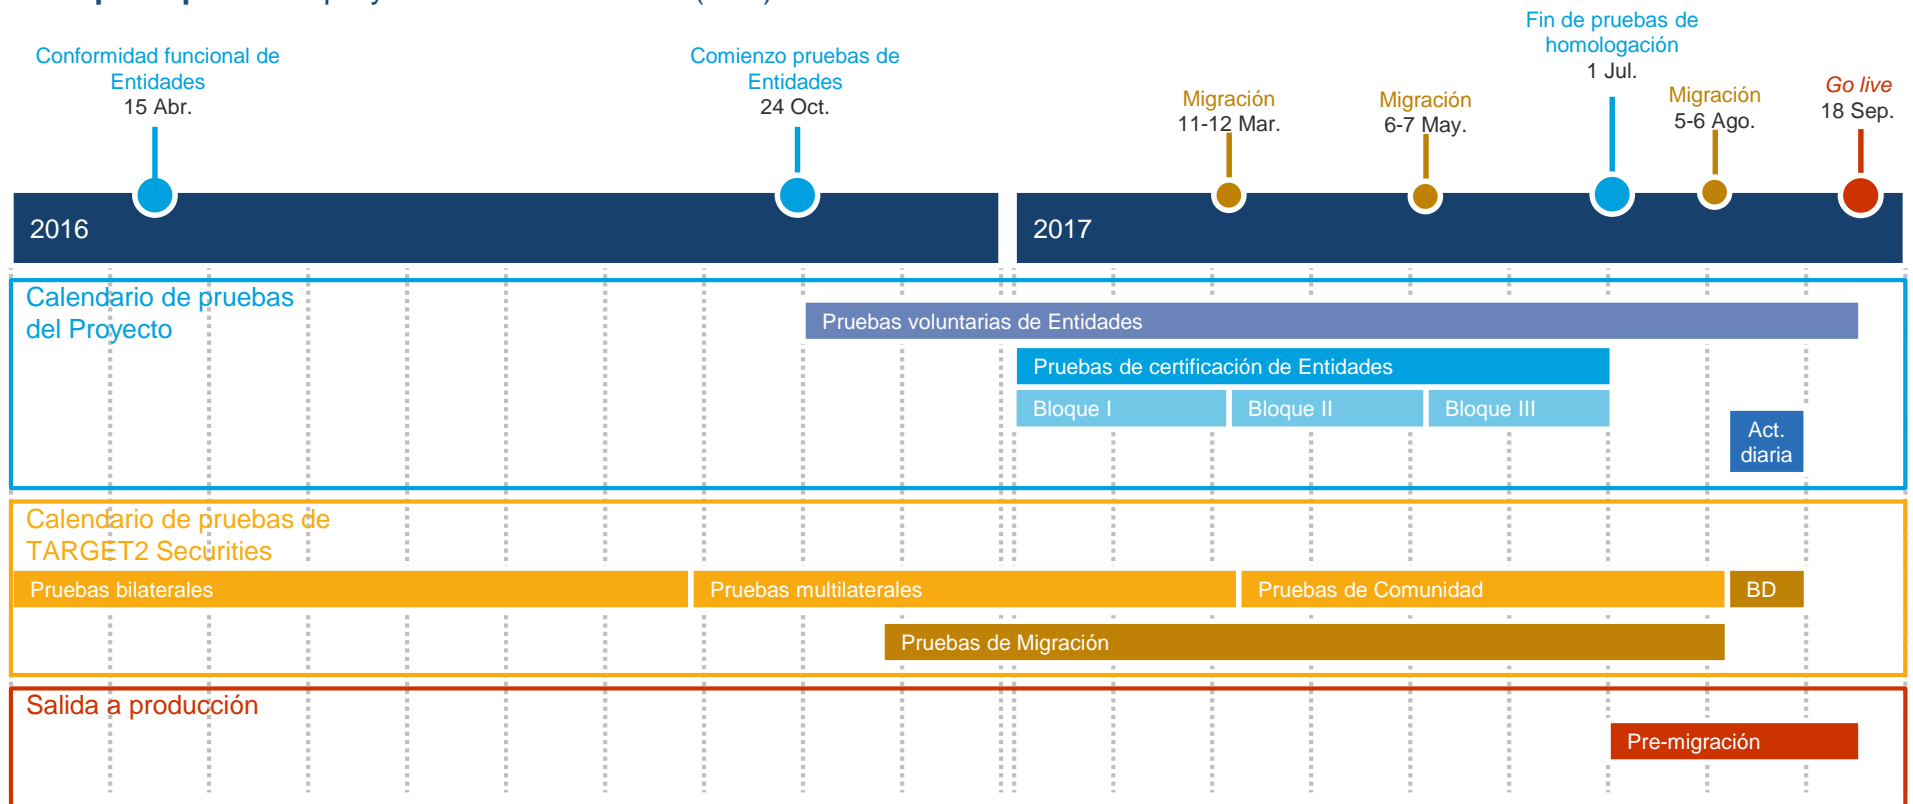 Conformidad funcional de
Entidades
15 Abr.
Comienzo pruebas de
Entidades
24 Oct.
Migración
11-12 Mar.
Migración
6-7 May.
Fin de pruebas de
homologación
1 Jul.
Migración
5-6 Ago.
Go live
18 Sep.
2016
2017
Calendario de pruebas
del Proyecto
Pruebas voluntarias de Entidades
Pruebas de certificación de Entidades
Bloque I
Bloque II
Bloque III
Act.
diaria
Calendario de pruebas de
TARGET2 Securities
Pruebas bilaterales
Pruebas multilaterales
Pruebas de Comunidad
BD
Pruebas de Migración
Salida a producción
Pre-migración